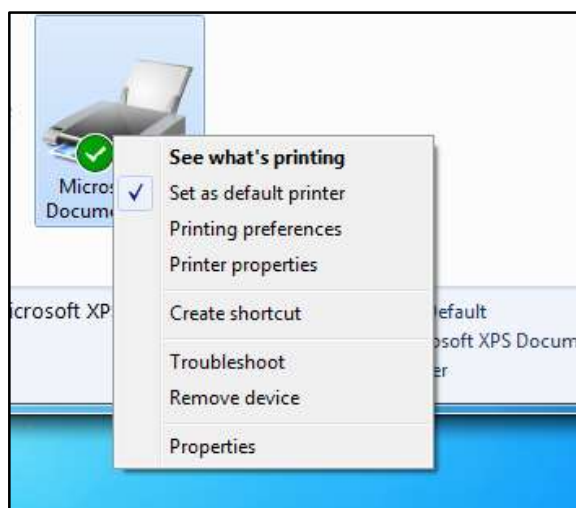 See what's printing
Set as default printer
Printing preferences
Printer properties
Create shortcut
Troubleshoot
Remove device
Properties
icrosoft XP
efault
osoft XPS Docum
er
Micros
Docum